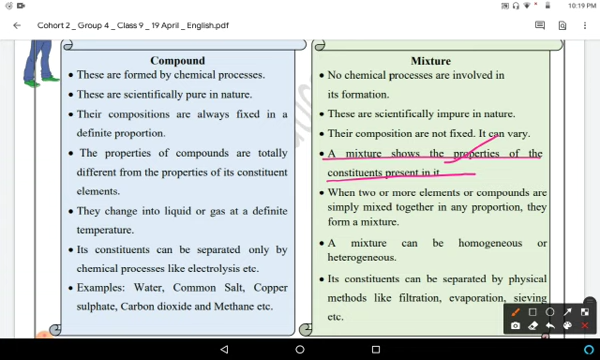 10:19 PM
Cohort 2 _ Group 4 _ Class 9 _ 19 April _ English.pdf
Compound
• These are formed by chemical processes.
• These are scientifically pure in nature.
• Their compositions are always fixed in a
definite proportion.
• The properties of compounds are totally
different from the properties of its constituent
elements.
• They change into liquid or gas at a definite
temperature.
• Its constituents can be separated only by
chemical processes like electrolysis etc.
• Examples: Water, Common Salt, Copper
sulphate, Carbon dioxide and Methane etc.
Mixture
• No chemical processes are involved in
its formation.
• These are scientifically impure in nature.
• Their composition are not fixed. It can vary.
• A mixture shows the properties of the
constituents present in it.
• When two or more elements or compounds are
simply mixed together in any proportion, they
form a mixture.
• A mixture can be homogeneous or
heterogeneous.
• Its constituents can be separated by physical
methods like filtration, evaporation, sieving
etc.